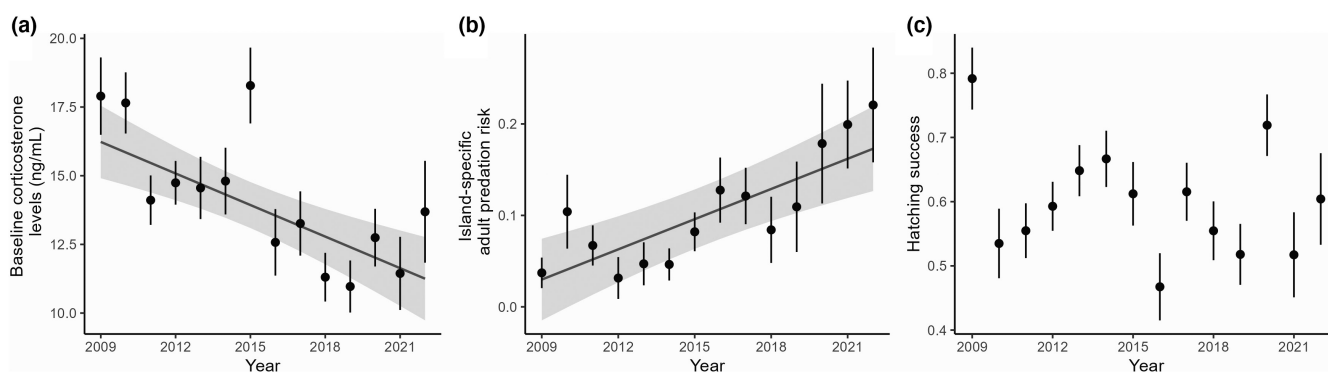 (a)
Baseline corticosterone
levels (ng/mL)
20.0
17.5
15.0
12.5
10.0
2009 2012 2015 2018 2021
Year
(b)
Island-specific
adult predation risk
0.2
0.1
0.0
2009 2012 2015 2018 2021
Year
(c)
Hatching success
0.8
0.7
0.6
0.5
0.4
2009 2012 2015 2018 2021
Year